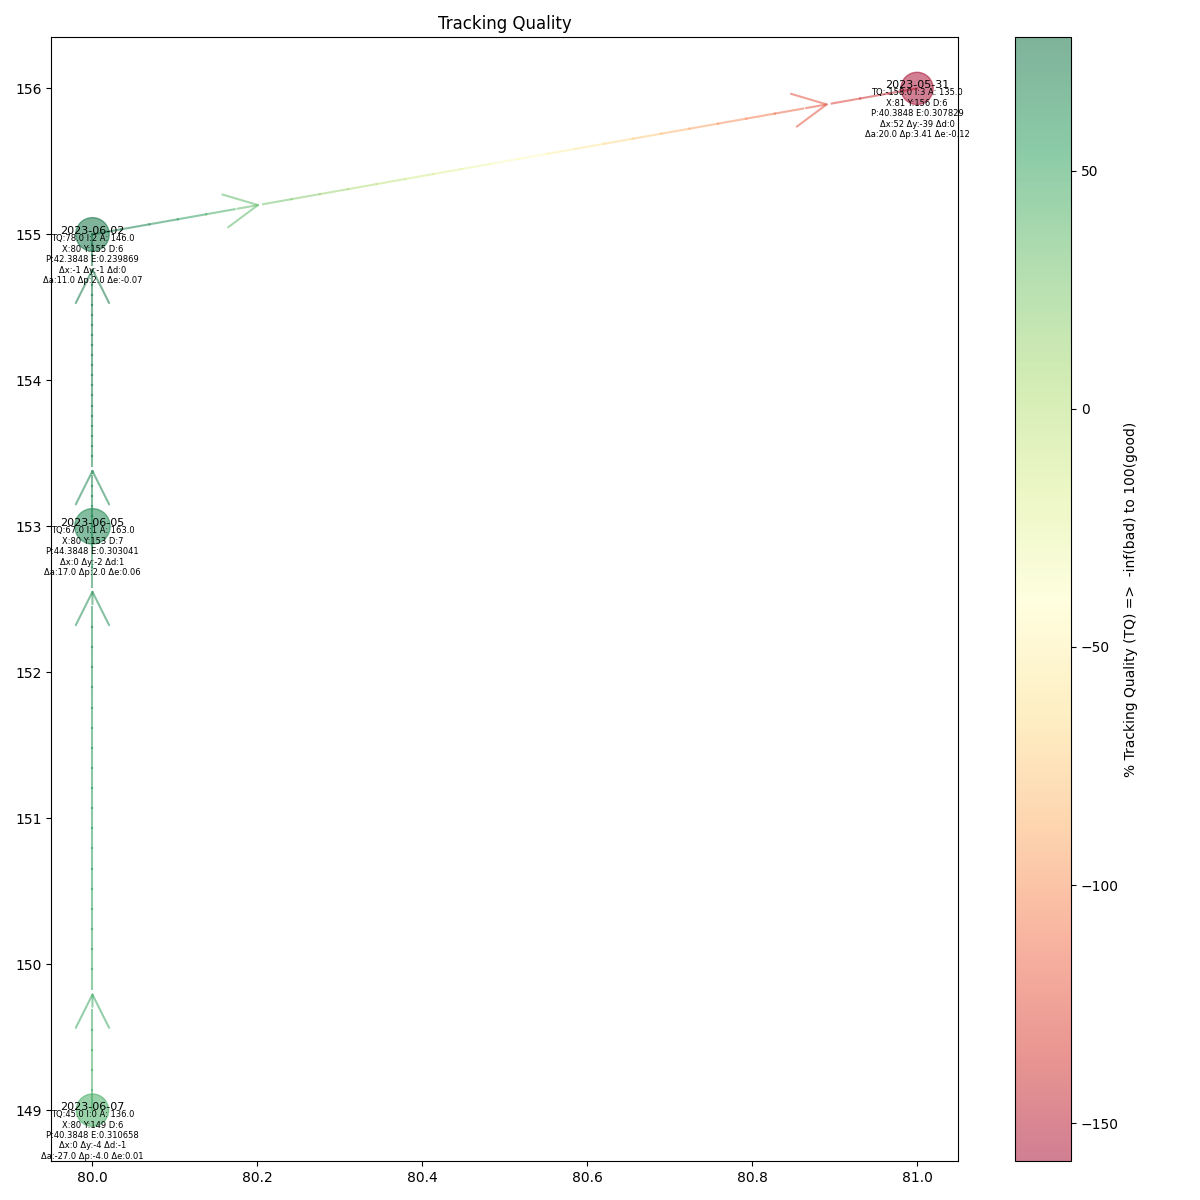 Tracking Quality
156
2023-05-31
TQ:-158.0 I:3 A: 135.0
X:81 Y:156 D:6
P:40.3848 E:0.307829
Δx:52 Δy:-39 Δd:0
Δa:20.0 Δp:3.41 Δe:-0.12
155
2023-06-02
TQ:78.0 I:2 A: 146.0
X:80 Y:155 D:6
P:42.3848 E:0.239869
Δx:-1 Δy:-1 Δd:0
Δa:11.0 Δp:2.0 Δe:-0.07
154
153
2023-06-05
TQ:67.0 I:1 A: 163.0
X:80 Y:153 D:7
P:44.3848 E:0.303041
Δx:0 Δy:-2 Δd:1
Δa:17.0 Δp:2.0 Δe:0.06
152
151
150
149
2023-06-07
TQ:45.0 I:0 A: 136.0
X:80 Y:149 D:6
P:40.3848 E:0.310658
Δx:0 Δy:-4 Δd:-1
Δa:-27.0 Δp:-4.0 Δe:0.01
80.0
80.2
80.4
80.6
80.8
81.0
50
0
−50
−100
−150
% Tracking Quality (TQ) => -inf(bad) to 100(good)